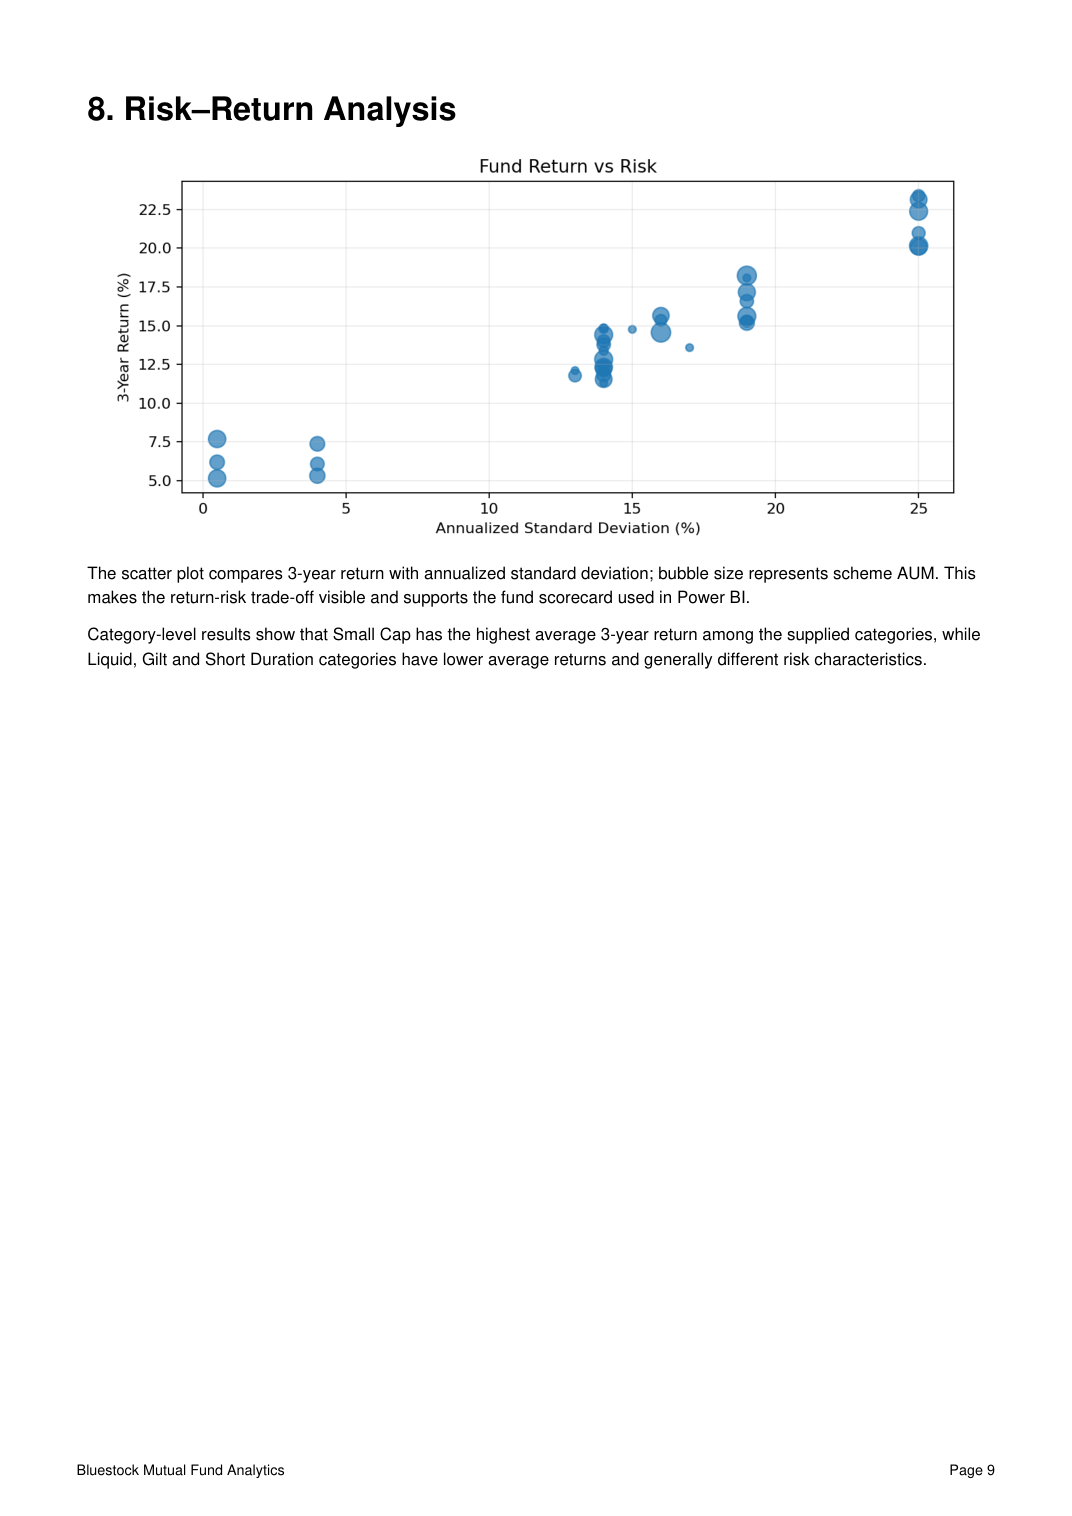 8. Risk–Return Analysis
Fund Return vs Risk
3-Year Return (%)
22.5
20.0
17.5
15.0
12.5
10.0
7.5
5.0
0 5 10 15 20 25
Annualized Standard Deviation (%)
The scatter plot compares 3-year return with annualized standard deviation; bubble size represents scheme AUM. This
makes the return-risk trade-off visible and supports the fund scorecard used in Power BI.
Category-level results show that Small Cap has the highest average 3-year return among the supplied categories, while
Liquid, Gilt and Short Duration categories have lower average returns and generally different risk characteristics.
Bluestock Mutual Fund Analytics Page 9